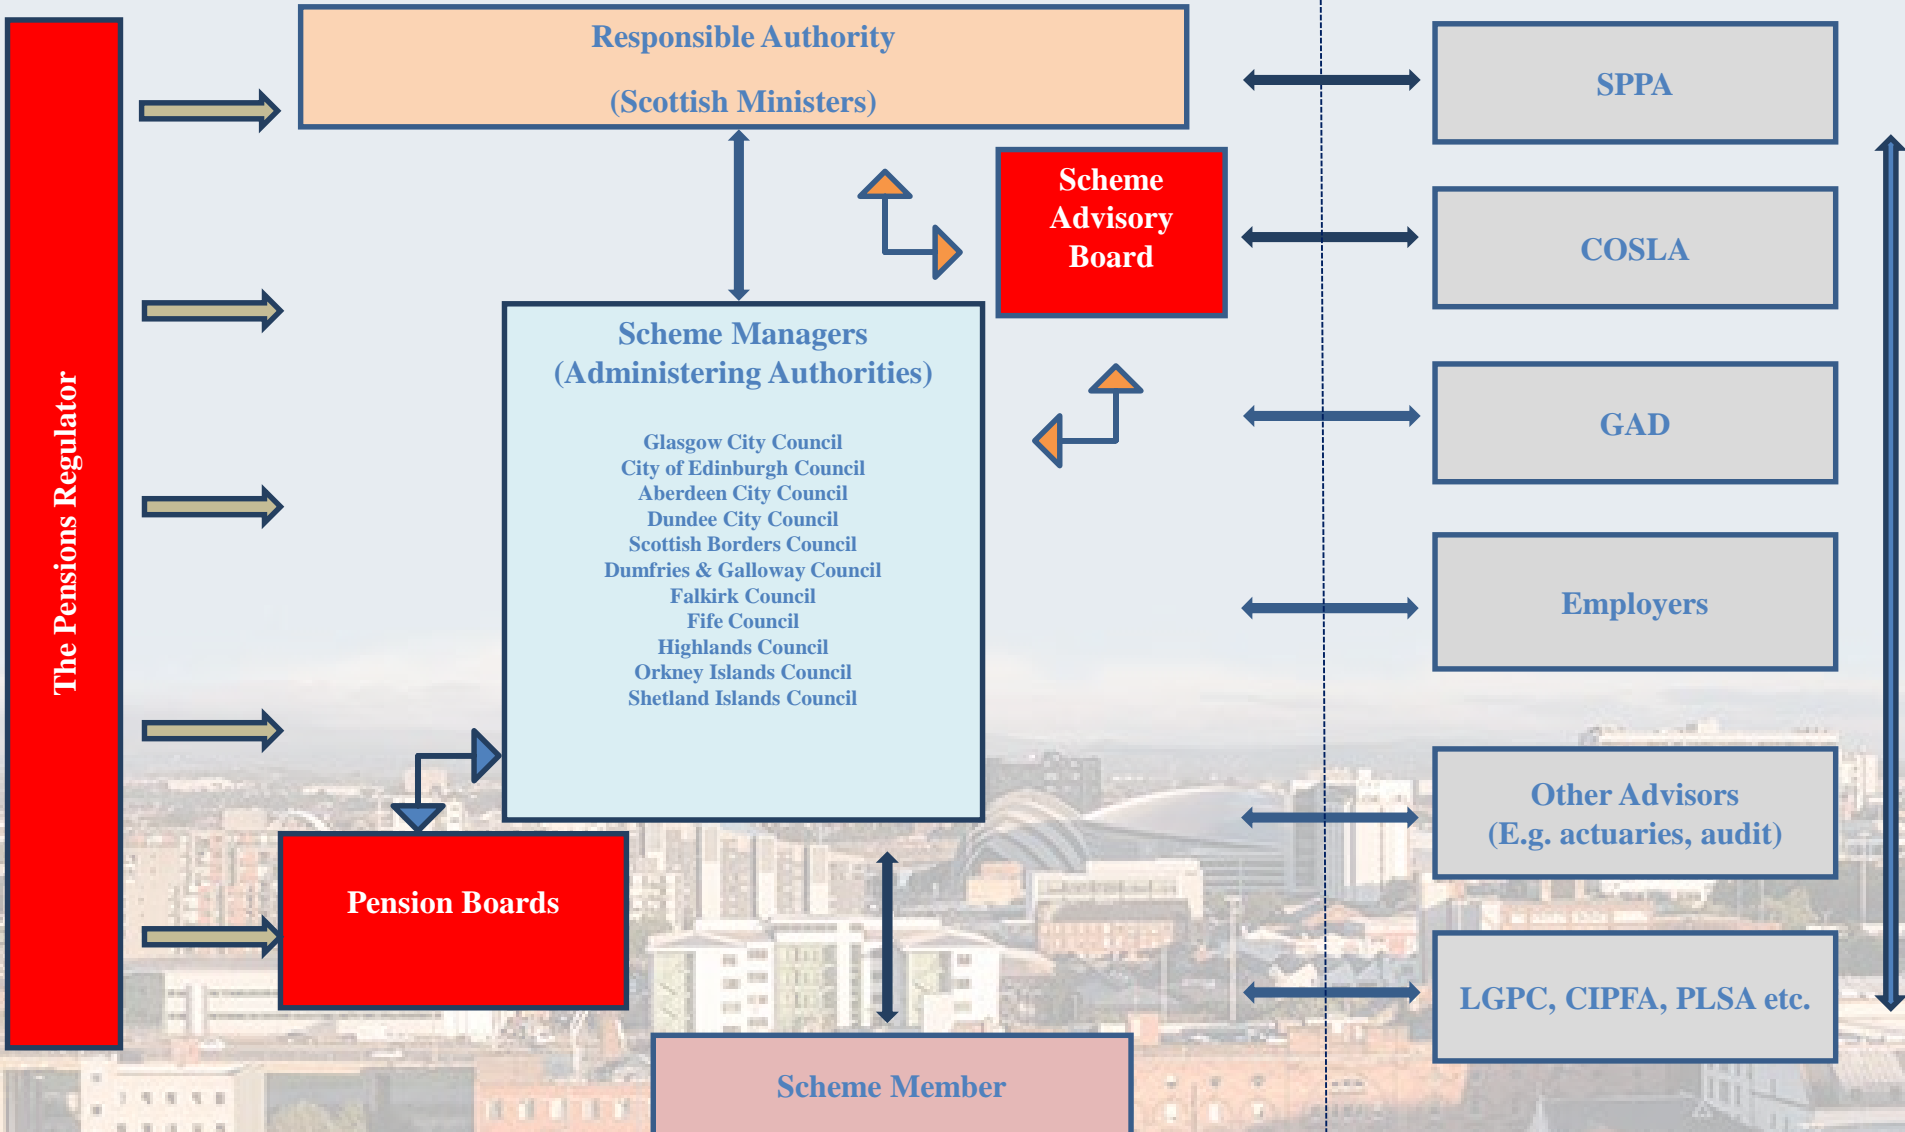 The Pensions Regulator
Responsible Authority
(Scottish Ministers)
Scheme
Advisory
Board
Scheme Managers
(Administering Authorities)
Glasgow City Council
City of Edinburgh Council
Aberdeen City Council
Dundee City Council
Scottish Borders Council
Dumfries & Galloway Council
Falkirk Council
Fife Council
Highlands Council
Orkney Islands Council
Shetland Islands Council
Pension Boards
Scheme Member
SPPA
COSLA
GAD
Employers
Other Advisors
(E.g. actuaries, audit)
LGPC, CIPFA, PLSA etc.